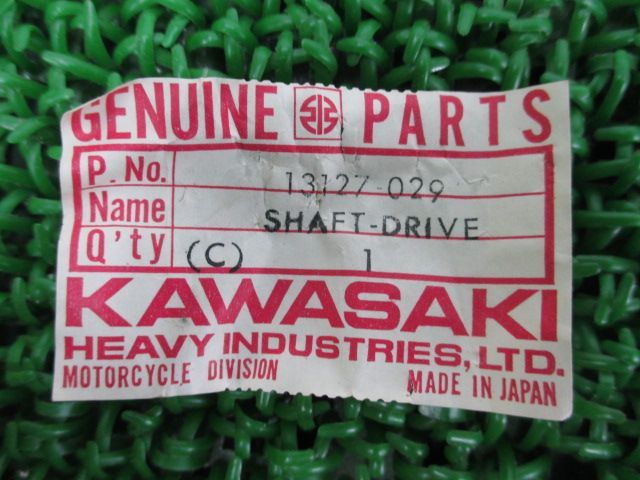 GENUINE PARTS
P. No. 13127-029
Name SHAFT-DRIVE
Q'ty (C) 1
KAWASAKI
HEAVY INDUSTRIES, LTD.
MOTORCYCLE DIVISION MADE IN JAPAN